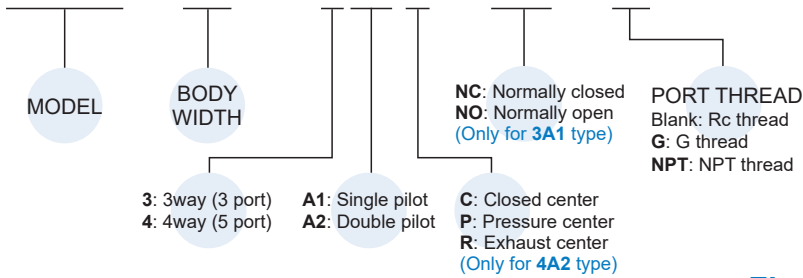 MODEL
BODY
WIDTH
NC: Normally closed
NO: Normally open
(Only for 3A1 type)
PORT THREAD
Blank: Rc thread
G: G thread
NPT: NPT thread
3: 3way (3 port)
4: 4way (5 port)
A1: Single pilot
A2: Double pilot
C: Closed center
P: Pressure center
R: Exhaust center
(Only for 4A2 type)